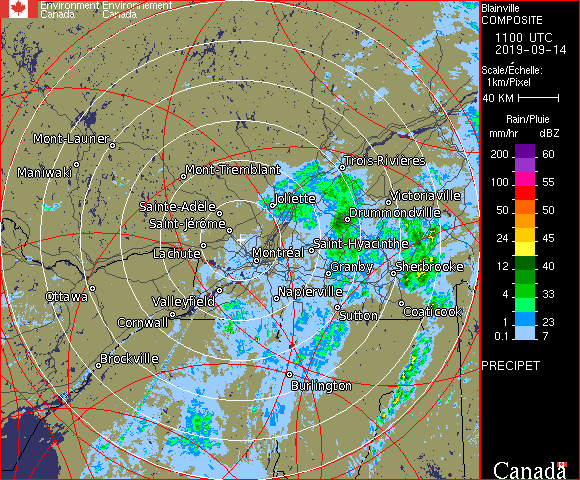 Environment Environnement
Canada Canada
Blainville
COMPOSITE
1100 UTC
2019-09-14
Scale/Échelle:
1km/Pixel
40 KM
Rain/Pluie
mm/hr dBZ
200 60
100 55
50 50
24 45
12 40
4 33
1 23
0.1 7
PRECIPET
Canada
Mont-Laurier
Maniwaki
Mont-Tremblant
Trois-Rivières
Joliette
Victoriaville
Sainte-Adèle
Drummondville
Saint-Jérôme
Lachute
Montréal
Saint-Hyacinthe
Granby
Sherbrooke
Ottawa
Valleyfield
Napierville
Cornwall
Sutton
Coaticook
Brockville
Burlington